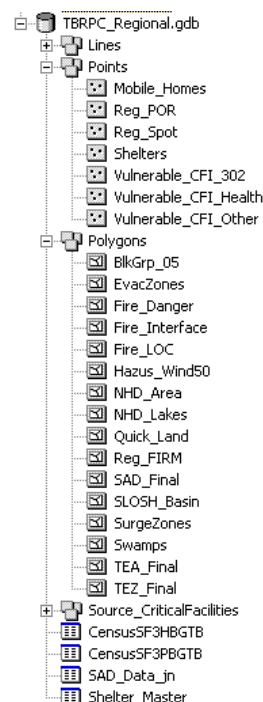 TBRPC_Regional.gdb
Lines
Points
Mobile_Homes
Reg_POR
Reg_Spot
Shelters
Vulnerable_CFI_302
Vulnerable_CFI_Health
Vulnerable_CFI_Other
Polygons
BlkGrp_05
EvacZones
Fire_Danger
Fire_Interface
Fire_LOC
Hazus_Wind50
NHD_Area
NHD_Lakes
Quick_Land
Reg_FIRM
SAD_Final
SLOSH_Basin
SurgeZones
Swamps
TEA_Final
TEZ_Final
Source_CriticalFacilities
CensusSF3HBGTB
CensusSF3PBGTB
SAD_Data_jn
Shelter_Master